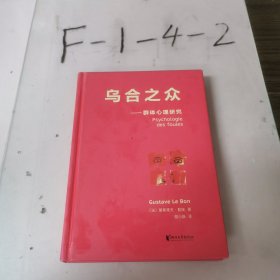 F-1-4-2
乌合之众
——群体心理研究
Psychologie
des foules
Gustave Le Bon